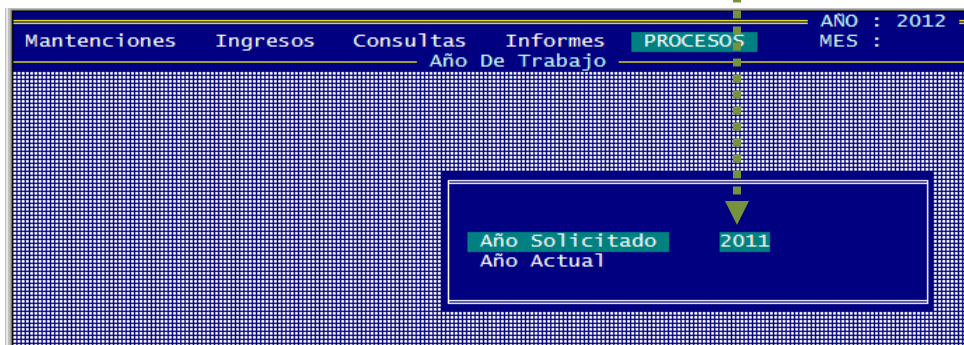 AÑO : 2012
Mantenciones Ingresos Consultas Informes PROCESOS MES :
Año De Trabajo
Año Solicitado 2011
Año Actual